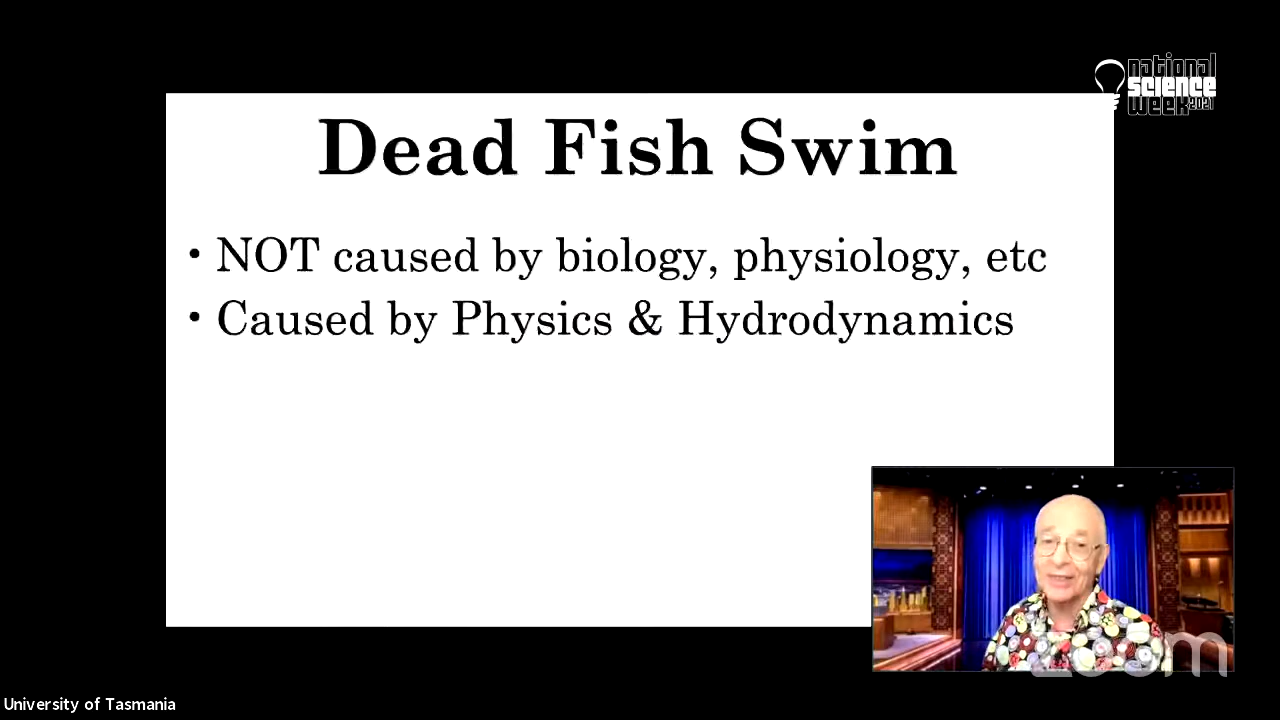 national
science
week 2021
Dead Fish Swim
• NOT caused by biology, physiology, etc
• Caused by Physics & Hydrodynamics
zoom
University of Tasmania